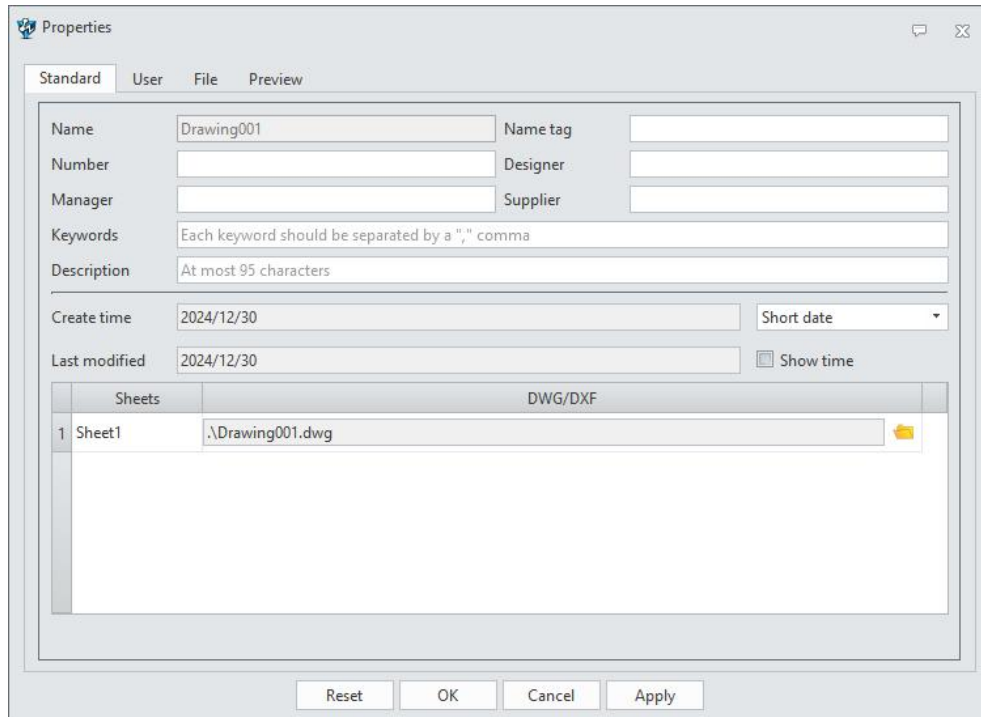 Properties
Standard User File Preview
Name Drawing001 Name tag
Number Designer
Manager Supplier
Keywords Each keyword should be separated by a "," comma
Description At most 95 characters
Create time 2024/12/30 Short date
Last modified 2024/12/30 Show time
Sheets DWG/DXF
1 Sheet1 .\Drawing001.dwg
Reset OK Cancel Apply